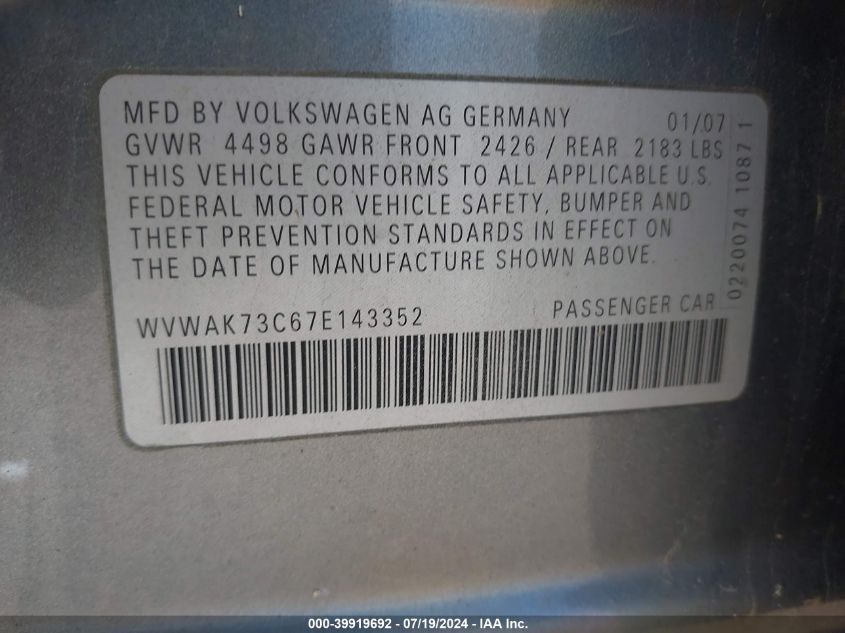 MFD BY VOLKSWAGEN AG GERMANY 01/07
GVWR 4498 GAWR FRONT 2426 / REAR 2183 LBS
THIS VEHICLE CONFORMS TO ALL APPLICABLE U.S.
FEDERAL MOTOR VEHICLE SAFETY, BUMPER AND
THEFT PREVENTION STANDARDS IN EFFECT ON
THE DATE OF MANUFACTURE SHOWN ABOVE.
WVWAK73C67E143352 PASSENGER CAR
0220074 1087 1
000-39919692 - 07/19/2024 - IAA Inc.